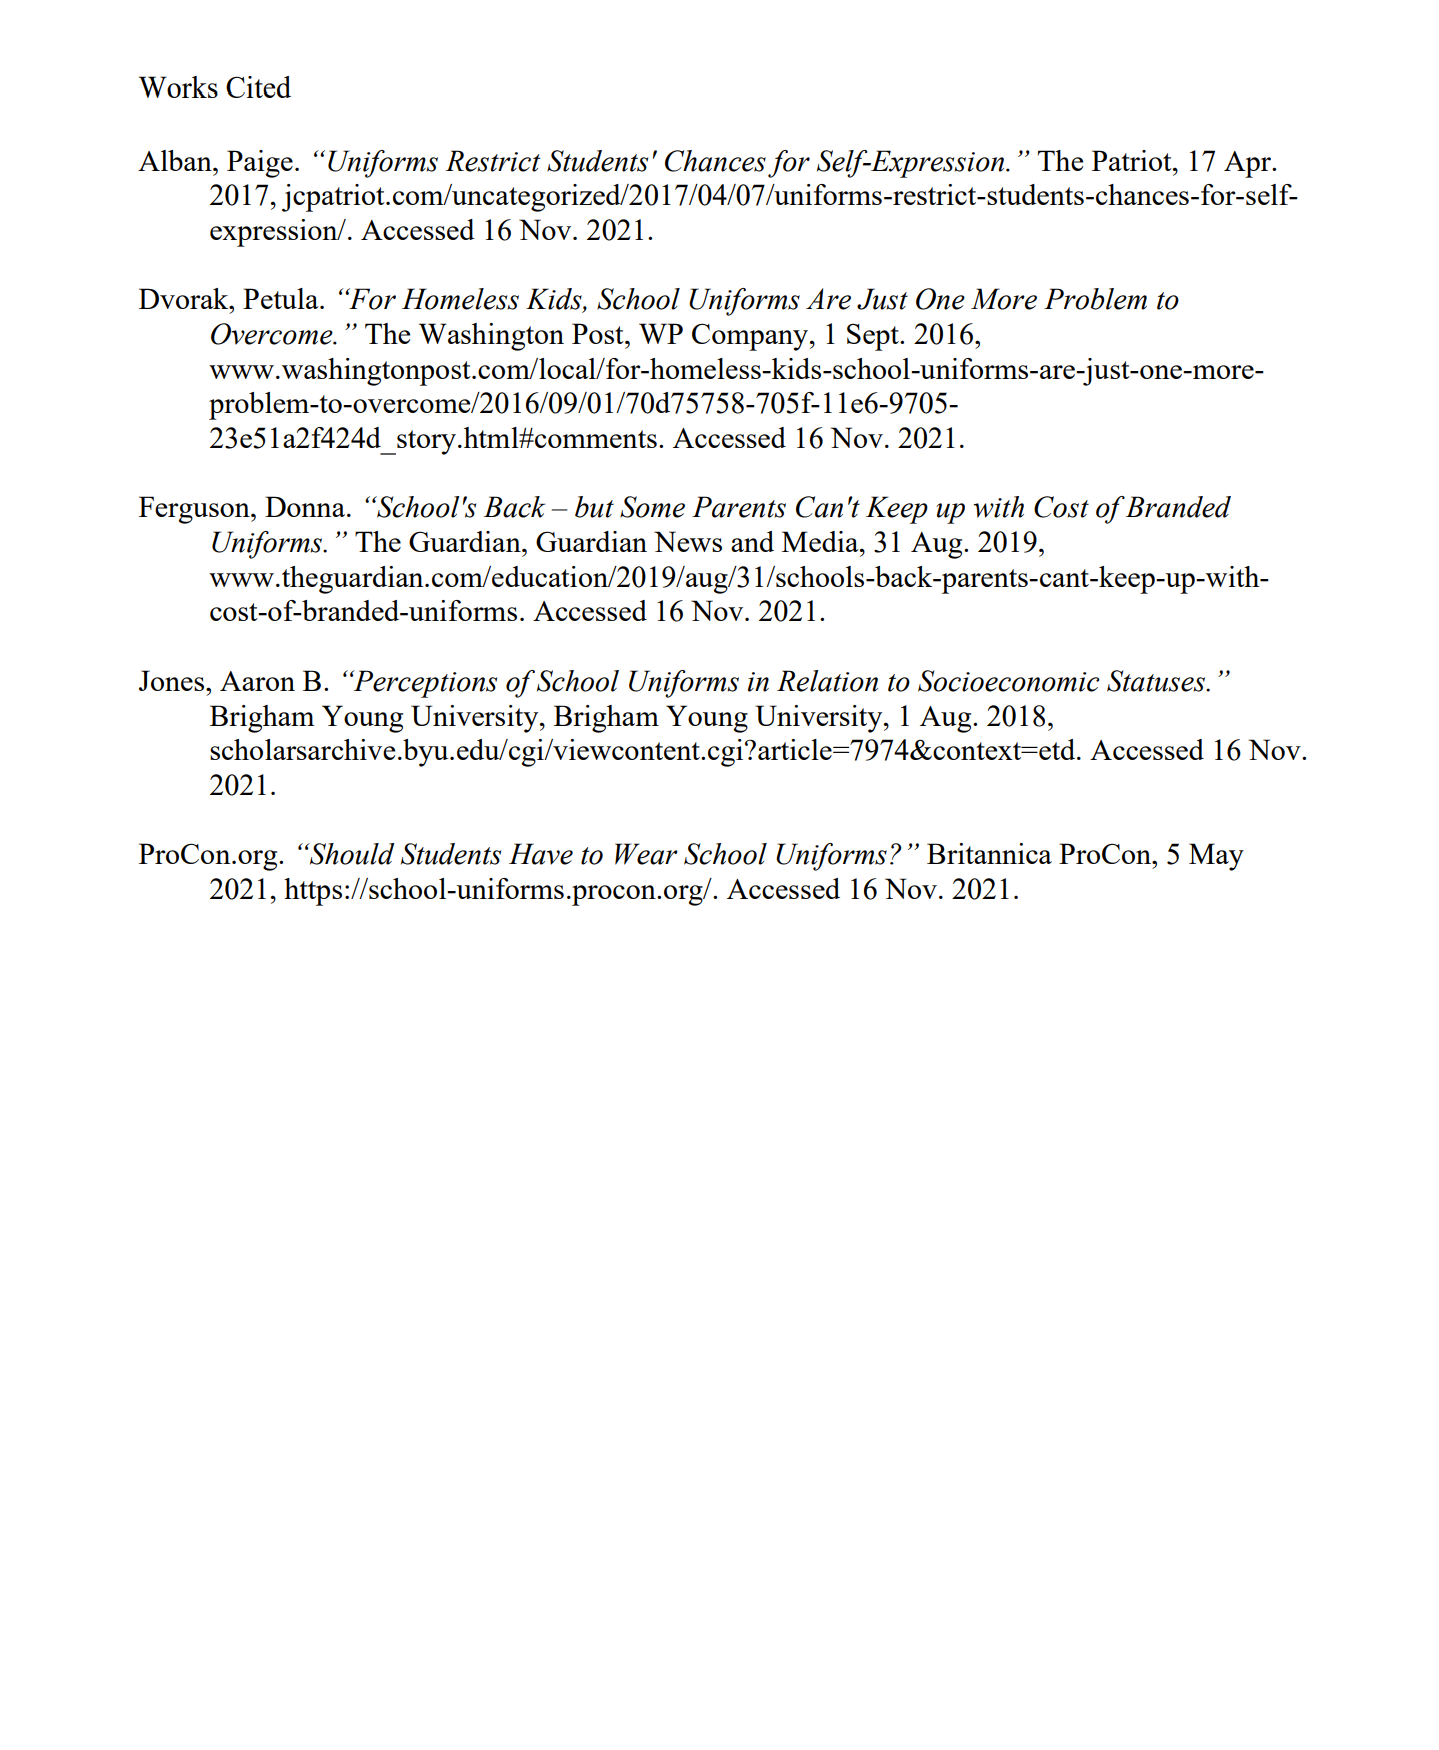 Works Cited
Alban, Paige. “Uniforms Restrict Students' Chances for Self-Expression.” The Patriot, 17 Apr.
2017, jcpatriot.com/uncategorized/2017/04/07/uniforms-restrict-students-chances-for-self-
expression/. Accessed 16 Nov. 2021.
Dvorak, Petula. “For Homeless Kids, School Uniforms Are Just One More Problem to
Overcome.” The Washington Post, WP Company, 1 Sept. 2016,
www.washingtonpost.com/local/for-homeless-kids-school-uniforms-are-just-one-more-
problem-to-overcome/2016/09/01/70d75758-705f-11e6-9705-
23e51a2f424d_story.html#comments. Accessed 16 Nov. 2021.
Ferguson, Donna. “School's Back – but Some Parents Can't Keep up with Cost of Branded
Uniforms.” The Guardian, Guardian News and Media, 31 Aug. 2019,
www.theguardian.com/education/2019/aug/31/schools-back-parents-cant-keep-up-with-
cost-of-branded-uniforms. Accessed 16 Nov. 2021.
Jones, Aaron B. “Perceptions of School Uniforms in Relation to Socioeconomic Statuses.”
Brigham Young University, Brigham Young University, 1 Aug. 2018,
scholarsarchive.byu.edu/cgi/viewcontent.cgi?article=7974&context=etd. Accessed 16 Nov.
2021.
ProCon.org. “Should Students Have to Wear School Uniforms?” Britannica ProCon, 5 May
2021, https://school-uniforms.procon.org/. Accessed 16 Nov. 2021.